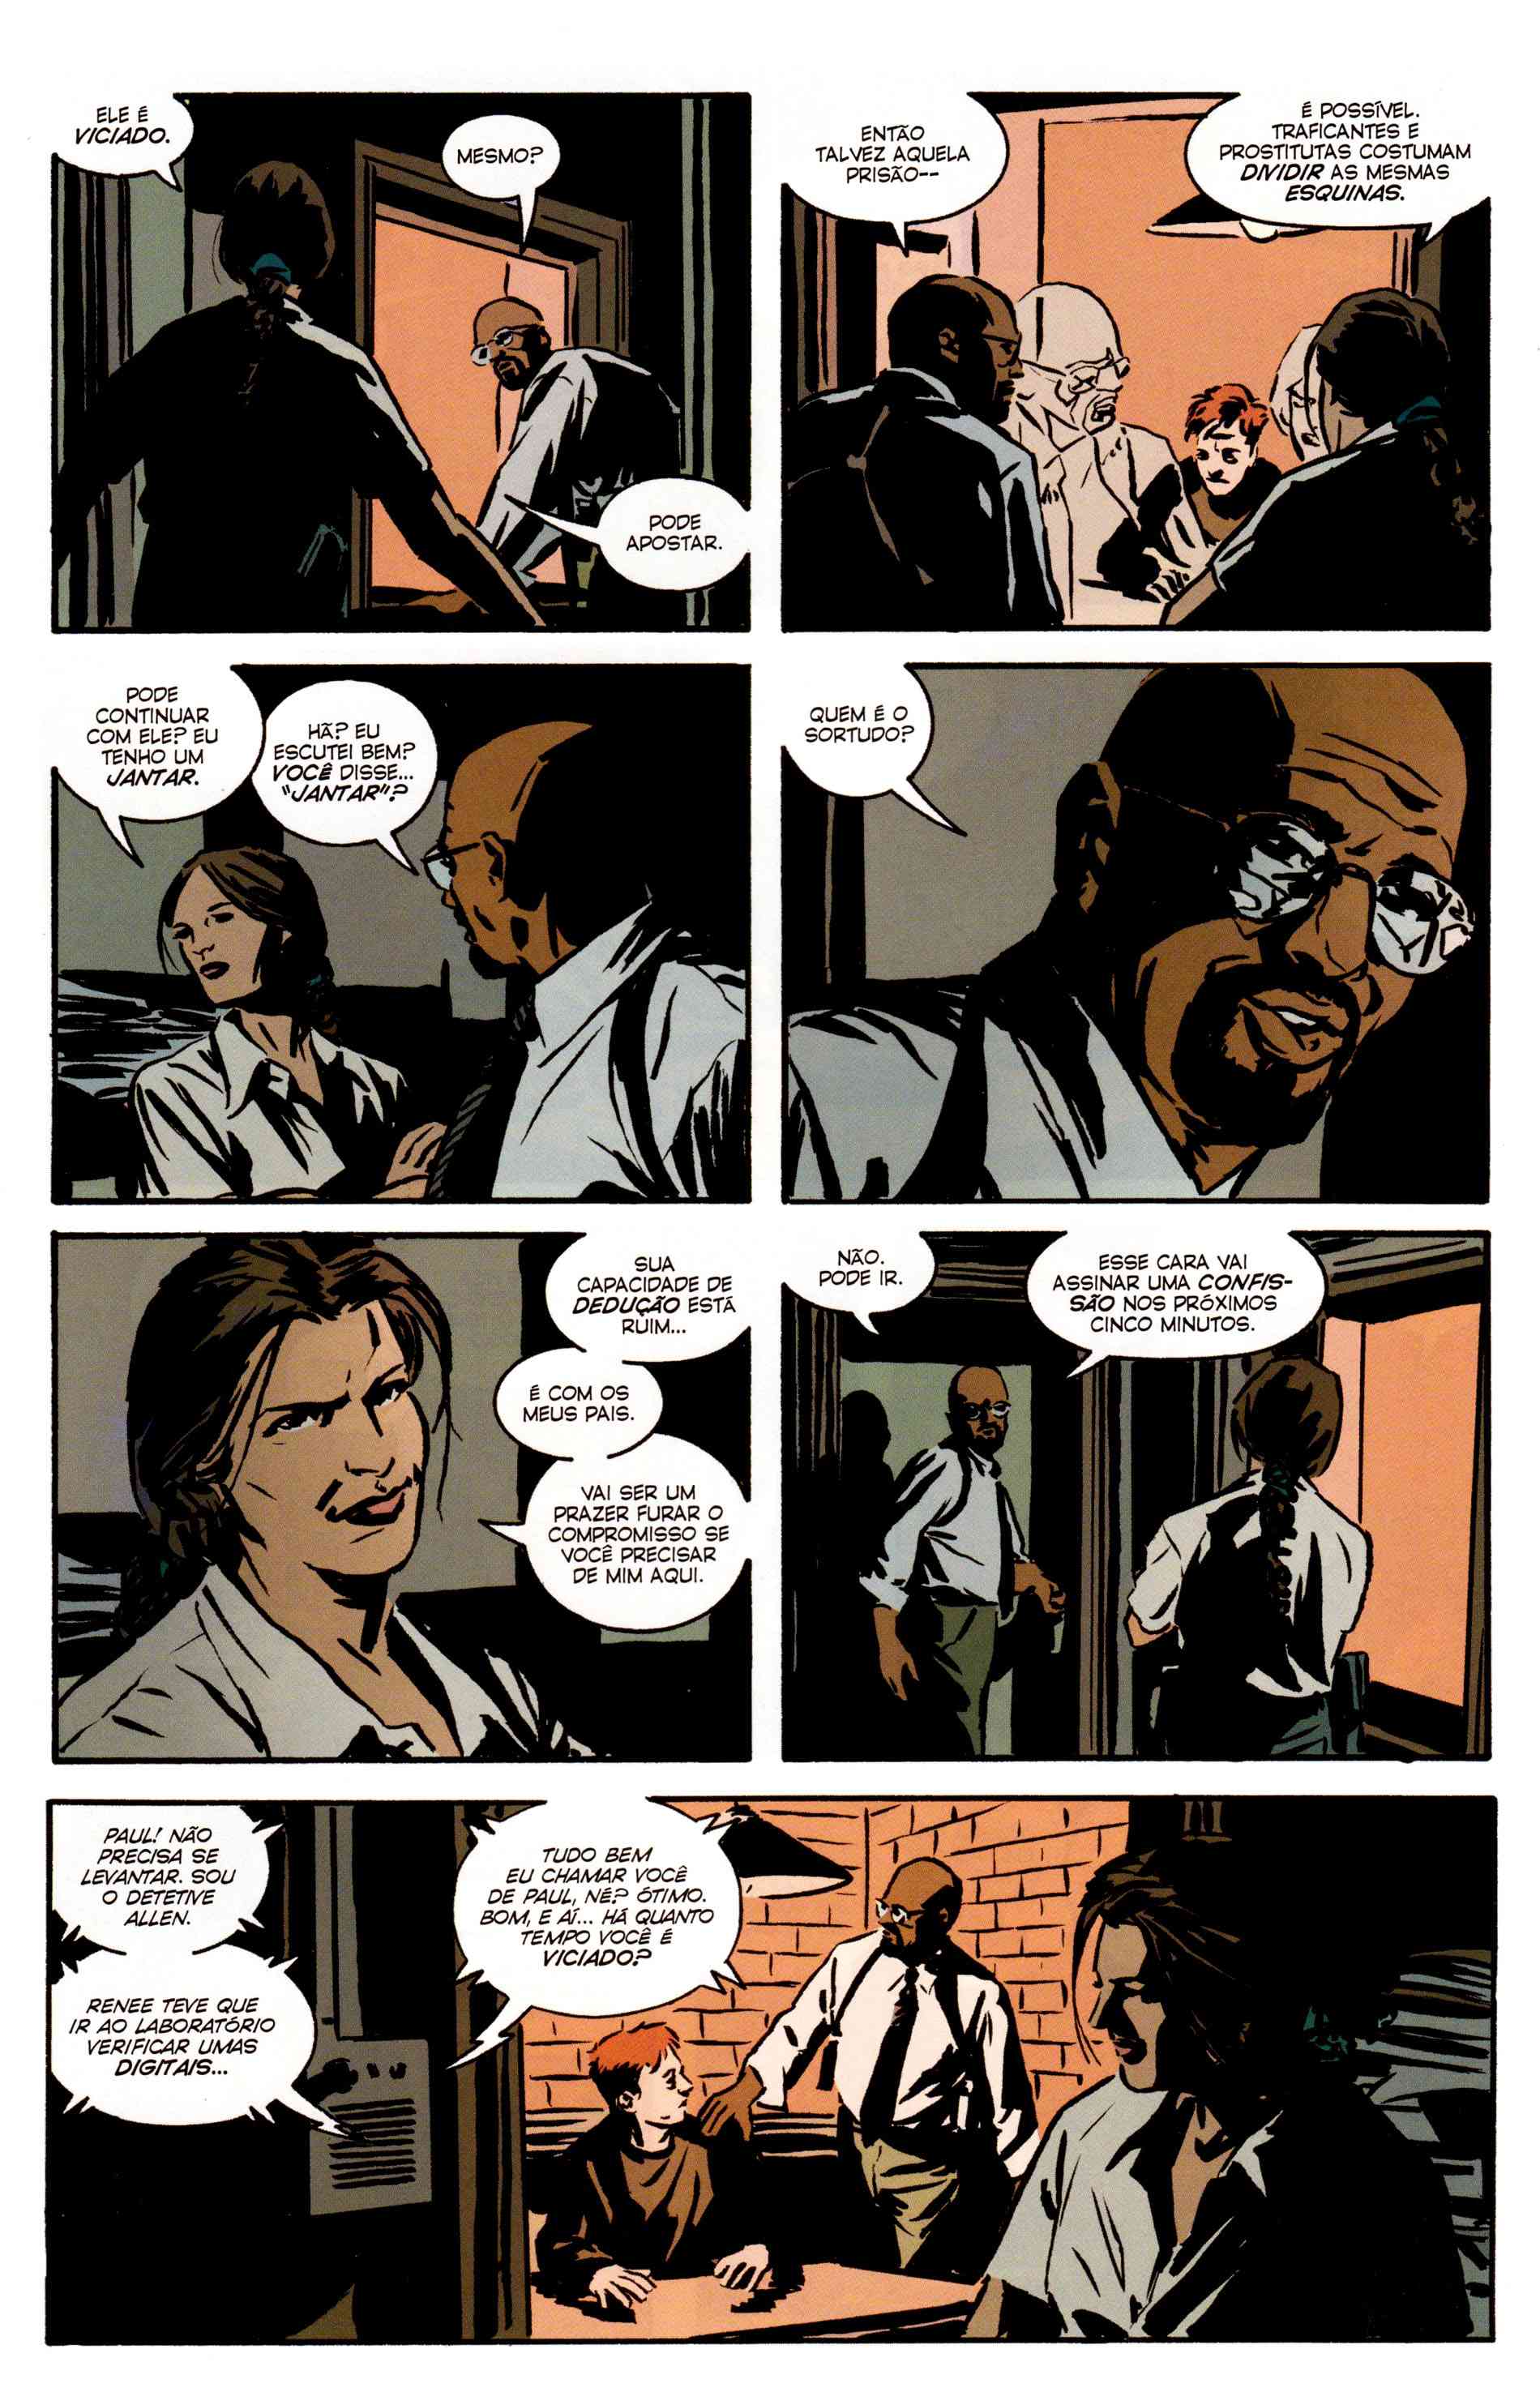 ELE É
VICIADO.
MESMO?
PODE
APOSTAR.
ENTÃO
TALVEZ AQUELA
PRISÃO--
É POSSÍVEL.
TRAFICANTES E
PROSTITUTAS COSTUMAM
DIVIDIR AS MESMAS
ESQUINAS.
PODE
CONTINUAR
COM ELE? EU
TENHO UM
JANTAR.
HÃ? EU
ESCUTEI BEM?
VOCÊ DISSE...
"JANTAR"?
QUEM É O
SORTUDO?
SUA
CAPACIDADE DE
DEDUÇÃO ESTÁ
RUIM...
É COM OS
MEUS PAIS.
VAI SER UM
PRAZER FURAR O
COMPROMISSO SE
VOCÊ PRECISAR
DE MIM AQUI.
NÃO.
PODE IR.
ESSE CARA VAI
ASSINAR UMA CONFIS-
SÃO NOS PRÓXIMOS
CINCO MINUTOS.
PAUL! NÃO
PRECISA SE
LEVANTAR. SOU
O DETETIVE
ALLEN.
RENEE TEVE QUE
IR AO LABORATÓRIO
VERIFICAR UMAS
DIGITAIS...
TUDO BEM
EU CHAMAR VOCÊ
DE PAUL, NÉ? ÓTIMO.
BOM, E AÍ... HÁ QUANTO
TEMPO VOCÊ É
VICIADO?